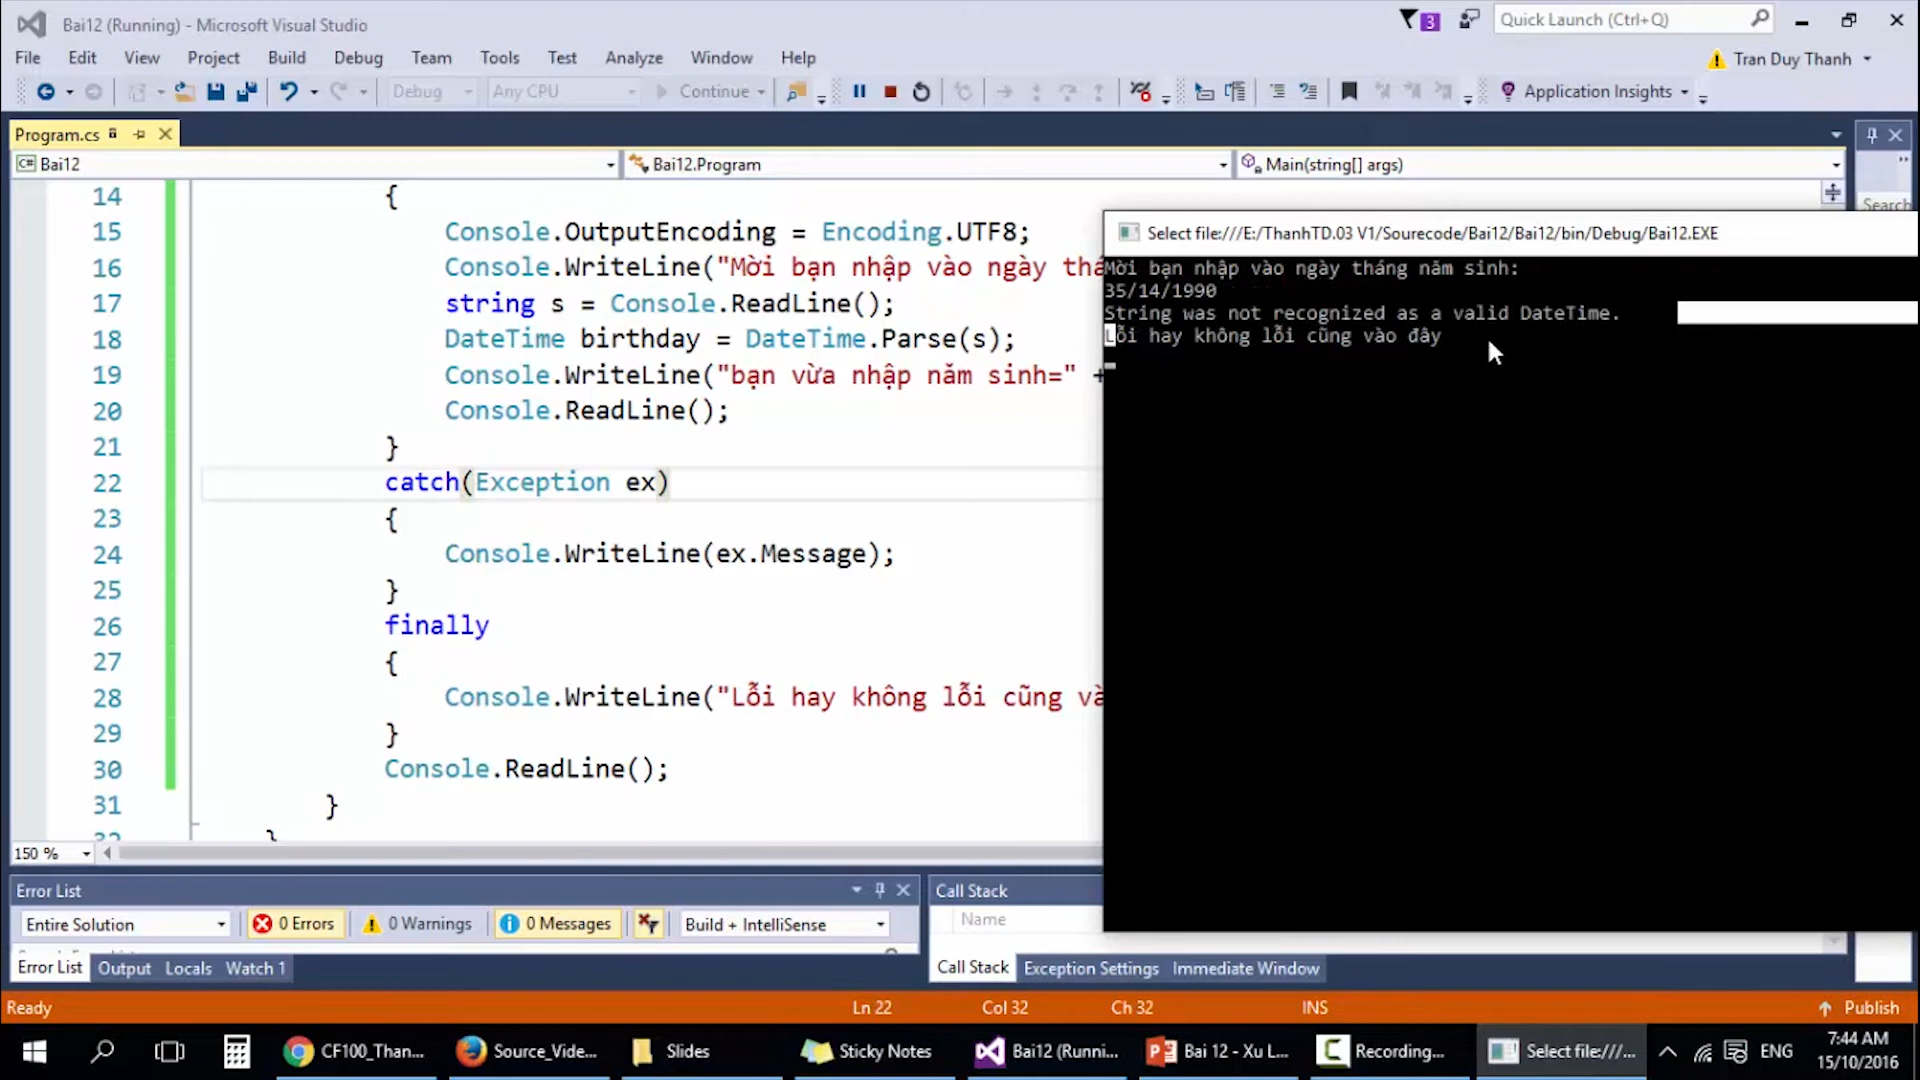 Bai12 (Running) - Microsoft Visual Studio
3
Quick Launch (Ctrl+Q)
File Edit View Project Build Debug Team Tools Test Analyze Window Help
Tran Duy Thanh
Debug Any CPU Continue Application Insights
Program.cs
C# Bai12 Bai12.Program Main(string[] args)
Search
14 {
15 Console.OutputEncoding = Encoding.UTF8;
16 Console.WriteLine("Mời bạn nhập vào ngày thá
17 string s = Console.ReadLine();
18 DateTime birthday = DateTime.Parse(s);
19 Console.WriteLine("bạn vừa nhập năm sinh=" +
20 Console.ReadLine();
21 }
22 catch(Exception ex)
23 {
24 Console.WriteLine(ex.Message);
25 }
26 finally
27 {
28 Console.WriteLine("Lỗi hay không lỗi cũng và
29 }
30 Console.ReadLine();
31 }
32 }
Select file:///E:/ThanhTD.03 V1/Sourecode/Bai12/Bai12/bin/Debug/Bai12.EXE
Mời bạn nhập vào ngày tháng năm sinh:
35/14/1990
String was not recognized as a valid DateTime.
Lỗi hay không lỗi cũng vào đây
150 %
Error List
Entire Solution 0 Errors 0 Warnings 0 Messages Build + IntelliSense
Error List Output Locals Watch 1
Call Stack
Name
Call Stack Exception Settings Immediate Window
Ready Ln 22 Col 32 Ch 32 INS Publish
CF100_Than... Source_Vide... Slides Sticky Notes Bai12 (Runni... Bai 12 - Xu L... Recording... Select file:///... ENG
7:44 AM
15/10/2016